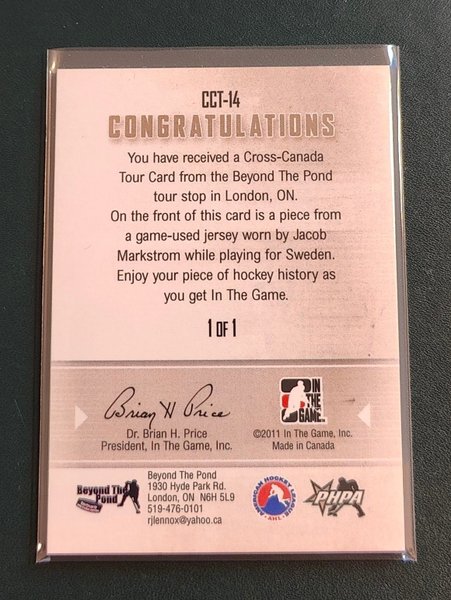 CCT-14
CONGRATULATIONS
You have received a Cross-Canada
Tour Card from the Beyond The Pond
tour stop in London, ON.
On the front of this card is a piece from
a game-used jersey worn by Jacob
Markstrom while playing for Sweden.
Enjoy your piece of hockey history as
you get In The Game.
1 OF 1
Brian H Price
Dr. Brian H. Price
President, In The Game, Inc.
IN
THE
GAME
©2011 In The Game, Inc.
Made in Canada
Beyond The
Pond
Beyond The Pond
1930 Hyde Park Rd.
London, ON N6H 5L9
519-476-0101
rjlennox@yahoo.ca
AMERICAN HOCKEY LEAGUE
AHL
PHPA